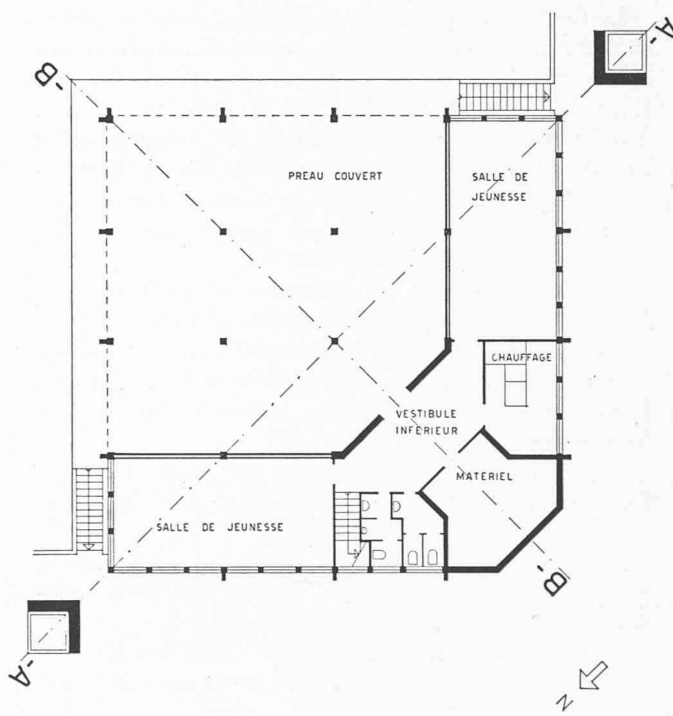 -A-
-B-
PREAU COUVERT
SALLE DE
JEUNESSE
CHAUFFAGE
VESTIBULE
INFERIEUR
MATERIEL
SALLE DE JEUNESSE
-B-
-A-
N